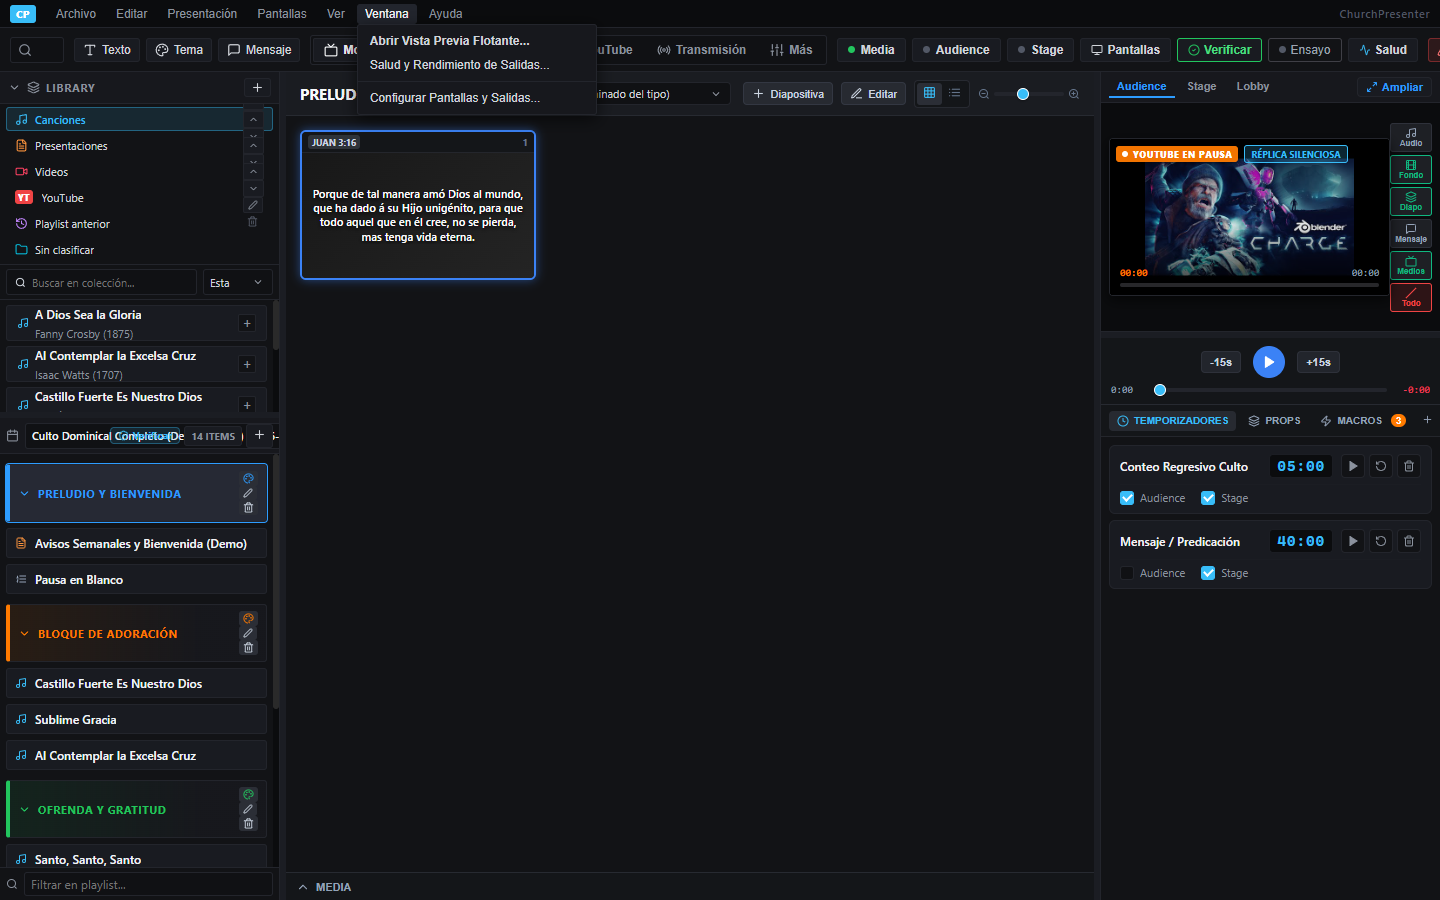 CP Archivo Editar Presentación Pantallas Ver Ventana Ayuda ChurchPresenter
Texto Tema Mensaje Transmisión Más Media Audience Stage Pantallas Verificar Ensayo Salud
Abrir Vista Previa Flotante...
Salud y Rendimiento de Salidas...
Configurar Pantallas y Salidas...
LIBRARY
Canciones
Presentaciones
Videos
YT YouTube
Playlist anterior
Sin clasificar
Buscar en colección... Esta
A Dios Sea la Gloria
Fanny Crosby (1875)
Al Contemplar la Excelsa Cruz
Isaac Watts (1707)
Castillo Fuerte Es Nuestro Dios
Culto Dominical Completo (De 14 ITEMS
PRELUDIO Y BIENVENIDA
Avisos Semanales y Bienvenida (Demo)
Pausa en Blanco
BLOQUE DE ADORACIÓN
Castillo Fuerte Es Nuestro Dios
Sublime Gracia
Al Contemplar la Excelsa Cruz
OFRENDA Y GRATITUD
Santo, Santo, Santo
Filtrar en playlist...
PRELUD inado del tipo) Diapositiva Editar
JUAN 3:16 1
Porque de tal manera amó Dios al mundo,
que ha dado á su Hijo unigénito, para que
todo aquel que en él cree, no se pierda,
mas tenga vida eterna.
MEDIA
Audience Stage Lobby Ampliar
YOUTUBE EN PAUSA RÉPLICA SILENCIOSA
blender
CHARGE
00:00 00:00
Audio
Fondo
Diapo
Mensaje
Medios
Todo
-15s +15s
0:00 -0:00
TEMPORIZADORES PROPS MACROS 3
Conteo Regresivo Culto 05:00
Audience Stage
Mensaje / Predicación 40:00
Audience Stage